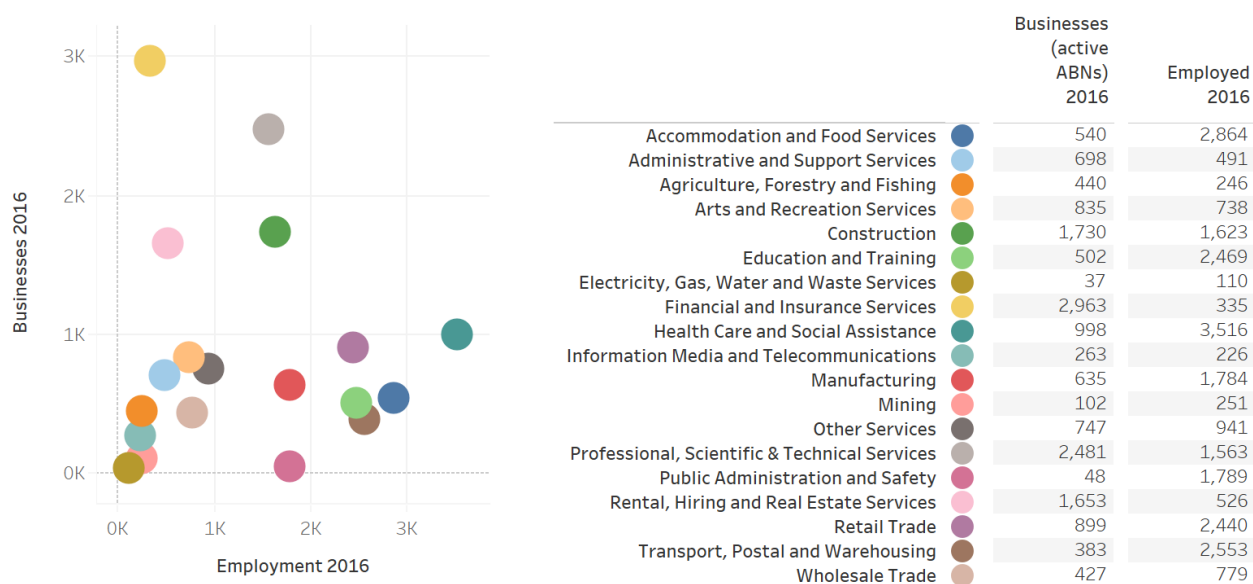 3K
2K
1K
0K
Businesses 2016
0K 1K 2K 3K
Employment 2016
Businesses
(active
ABNs) Employed
2016 2016
Accommodation and Food Services 540 2,864
Administrative and Support Services 698 491
Agriculture, Forestry and Fishing 440 246
Arts and Recreation Services 835 738
Construction 1,730 1,623
Education and Training 502 2,469
Electricity, Gas, Water and Waste Services 37 110
Financial and Insurance Services 2,963 335
Health Care and Social Assistance 998 3,516
Information Media and Telecommunications 263 226
Manufacturing 635 1,784
Mining 102 251
Other Services 747 941
Professional, Scientific & Technical Services 2,481 1,563
Public Administration and Safety 48 1,789
Rental, Hiring and Real Estate Services 1,653 526
Retail Trade 899 2,440
Transport, Postal and Warehousing 383 2,553
Wholesale Trade 427 779